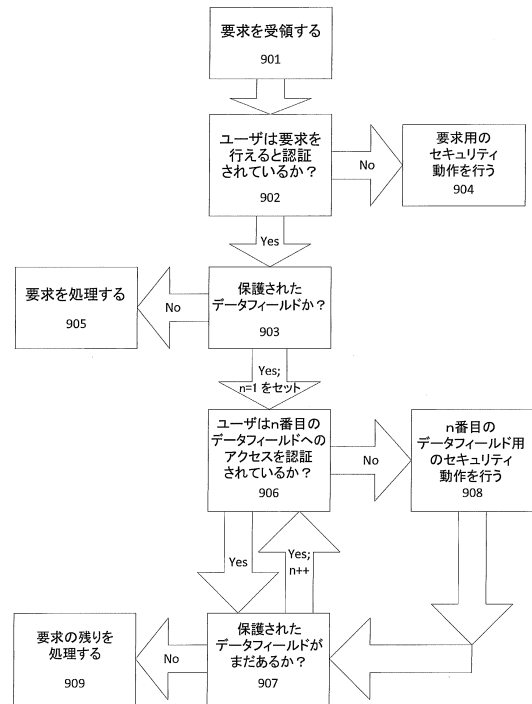 要求を受領する
901
ユーザは要求を
行えると認証
されているか？
902
No
要求用の
セキュリティ
動作を行う
904
Yes
要求を処理する
905
No
保護された
データフィールドか？
903
Yes;
n=1をセット
ユーザはn番目の
データフィールドへの
アクセスを認証
されているか？
906
No
n番目の
データフィールド用
のセキュリティ
動作を行う
908
Yes
Yes;
n++
要求の残りを
処理する
909
No
保護された
データフィールドが
まだあるか？
907